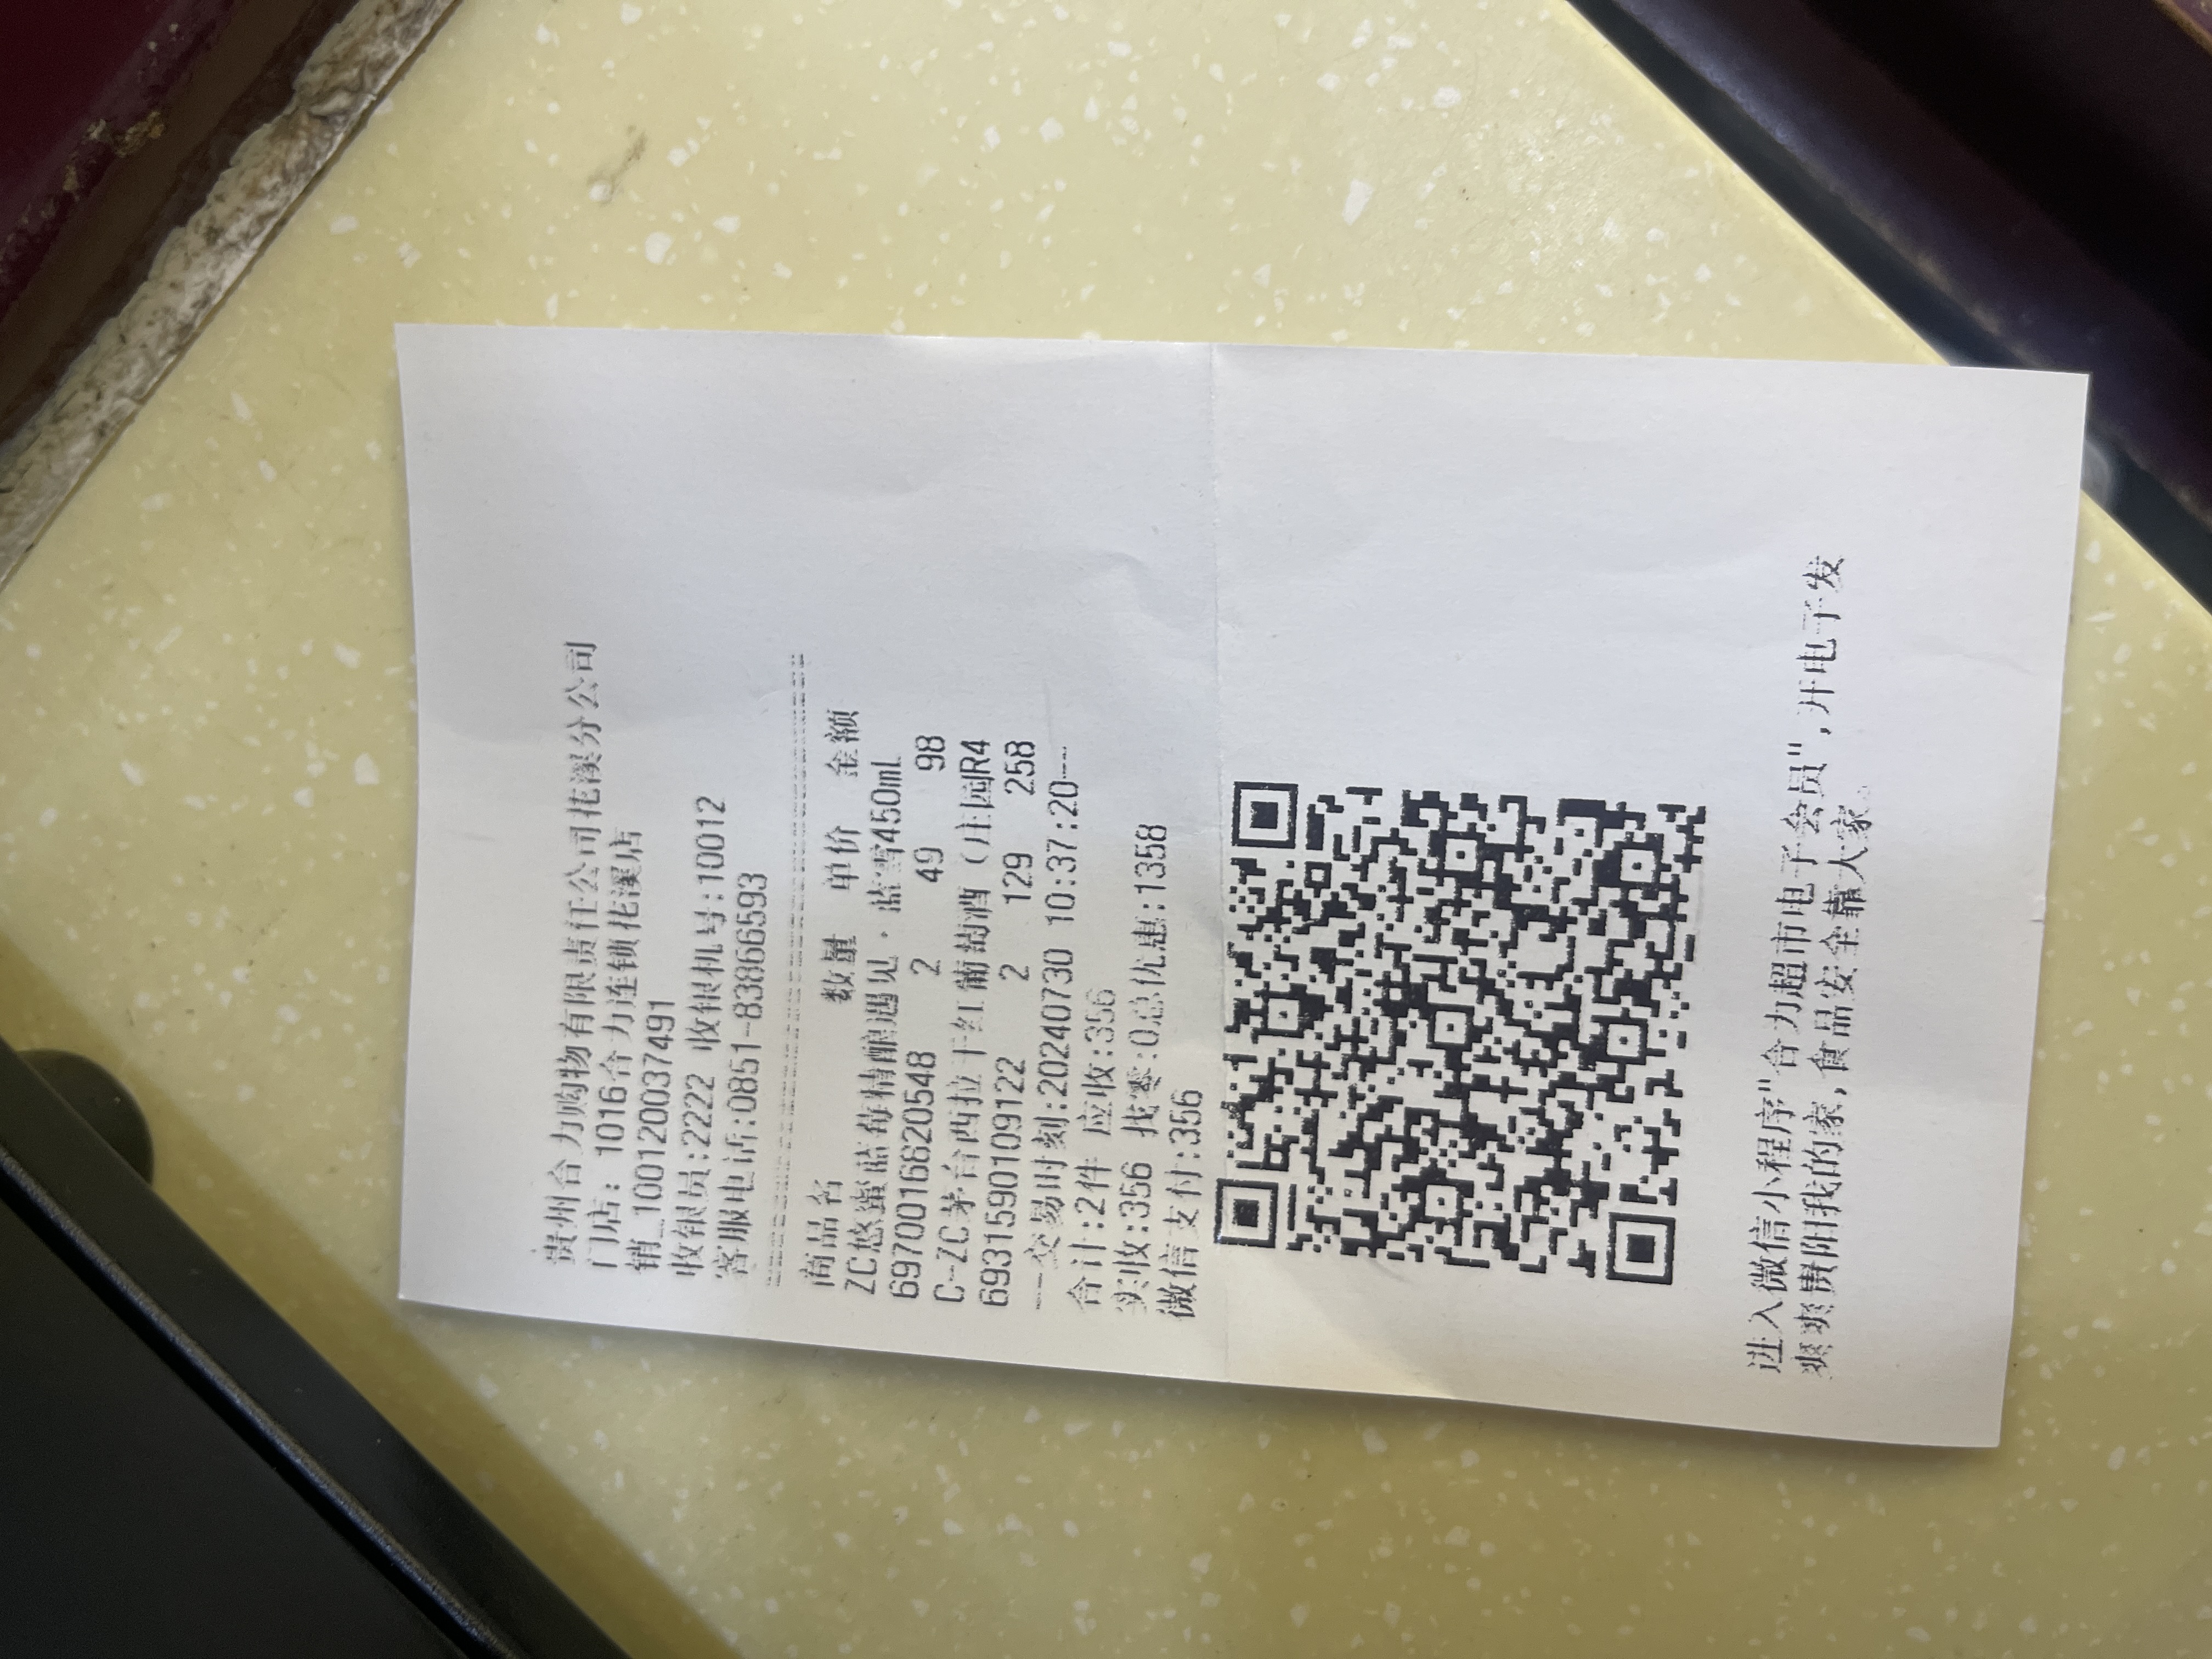 贵州合力购物有限责任公司花溪分公司
门店：1016合力连锁花溪店
销_100120037491
收银员:2222 收银机号:10012
客服电话:0851-83866593
商品名 数量 单价 金额
ZC悠蜜蓝莓精酿遇见·蓝雪450mL
6970016820548 2 49 98
C-ZC茅台西拉干红葡萄酒（庄园R4
6931590109122 2 129 258
--交易时刻:20240730 10:37:20--
合计:2件 应收:356
实收:356 找零:0总优惠:1358
微信支付:356
进入微信小程序"合力超市电子会员",开电子发
爽爽贵阳我的家,食品安全靠大家。